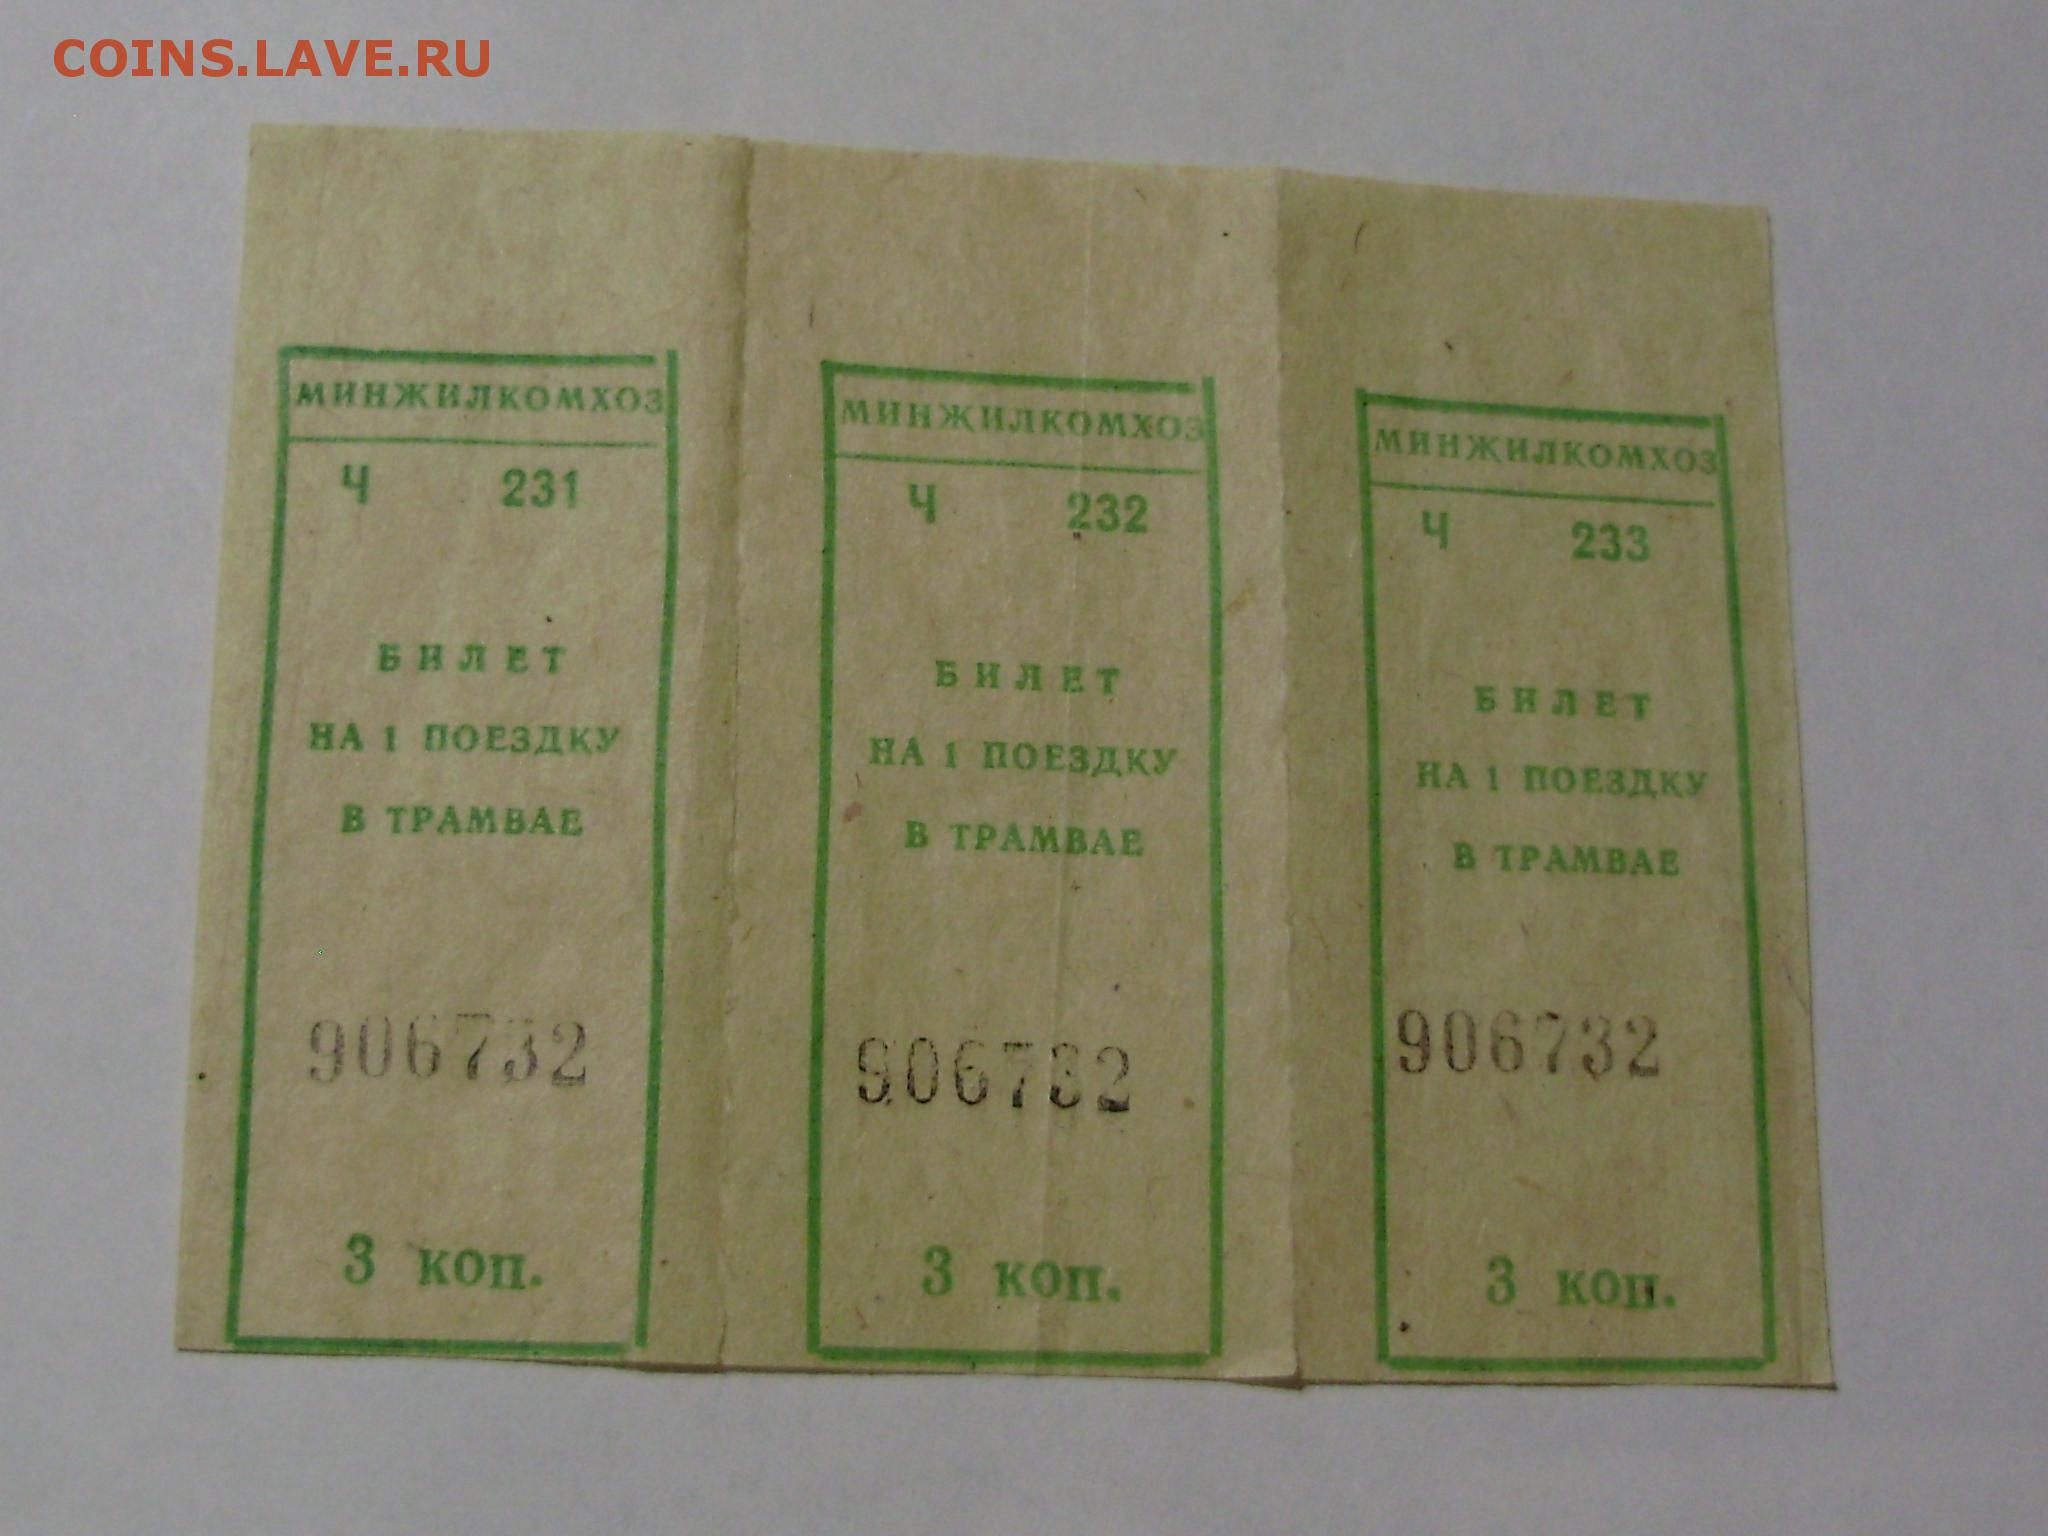 COINS.LAVE.RU
МИНЖИЛКОМХОЗ
Ч 231
БИЛЕТ
НА 1 ПОЕЗДКУ
В ТРАМВАЕ
906732
3 коп.
МИНЖИЛКОМХОЗ
Ч 232
БИЛЕТ
НА 1 ПОЕЗДКУ
В ТРАМВАЕ
906732
3 коп.
МИНЖИЛКОМХОЗ
Ч 233
БИЛЕТ
НА 1 ПОЕЗДКУ
В ТРАМВАЕ
906732
3 коп.